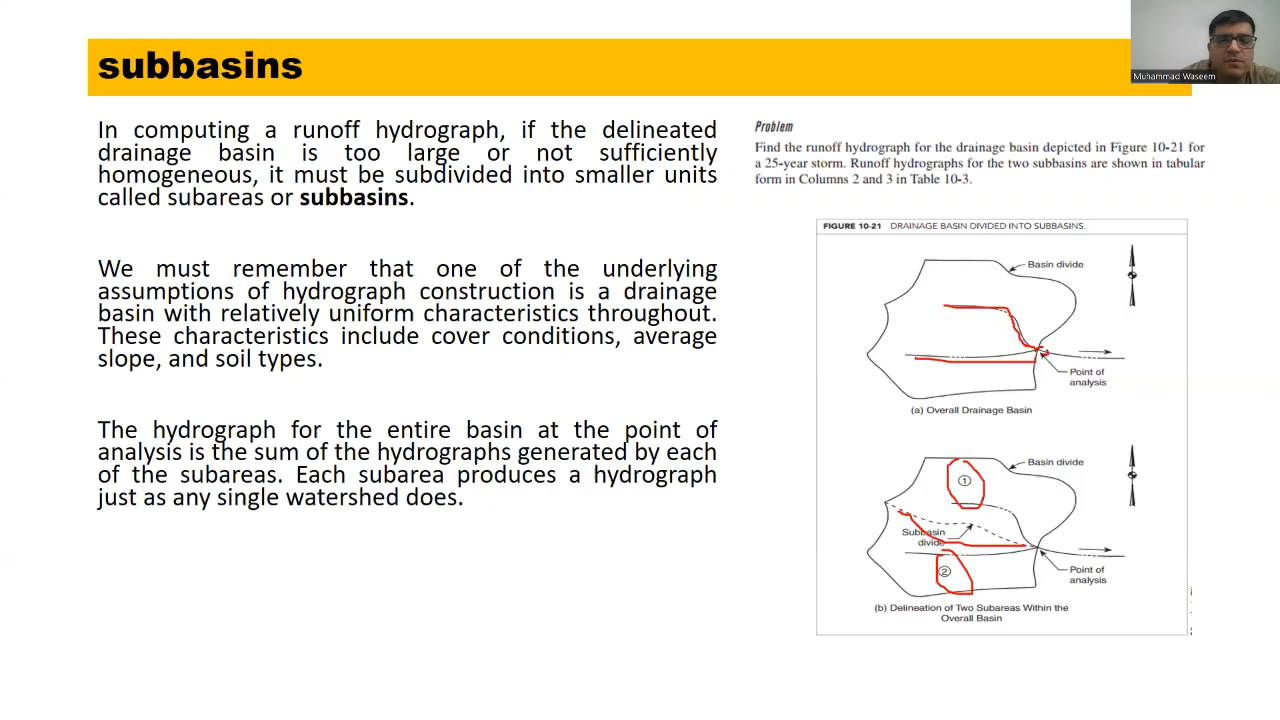 subbasins
Muhammad Waseem
In computing a runoff hydrograph, if the delineated
drainage basin is too large or not sufficiently
homogeneous, it must be subdivided into smaller units
called subareas or subbasins.
We must remember that one of the underlying
assumptions of hydrograph construction is a drainage
basin with relatively uniform characteristics throughout.
These characteristics include cover conditions, average
slope, and soil types.
The hydrograph for the entire basin at the point of
analysis is the sum of the hydrographs generated by each
of the subareas. Each subarea produces a hydrograph
just as any single watershed does.
Problem
Find the runoff hydrograph for the drainage basin depicted in Figure 10-21 for
a 25-year storm. Runoff hydrographs for the two subbasins are shown in tabular
form in Columns 2 and 3 in Table 10-3.
FIGURE 10-21 DRAINAGE BASIN DIVIDED INTO SUBBASINS.
Basin divide
Point of
analysis
(a) Overall Drainage Basin
Basin divide
1
Subbasin
divide
2
Point of
analysis
(b) Delineation of Two Subareas Within the
Overall Basin